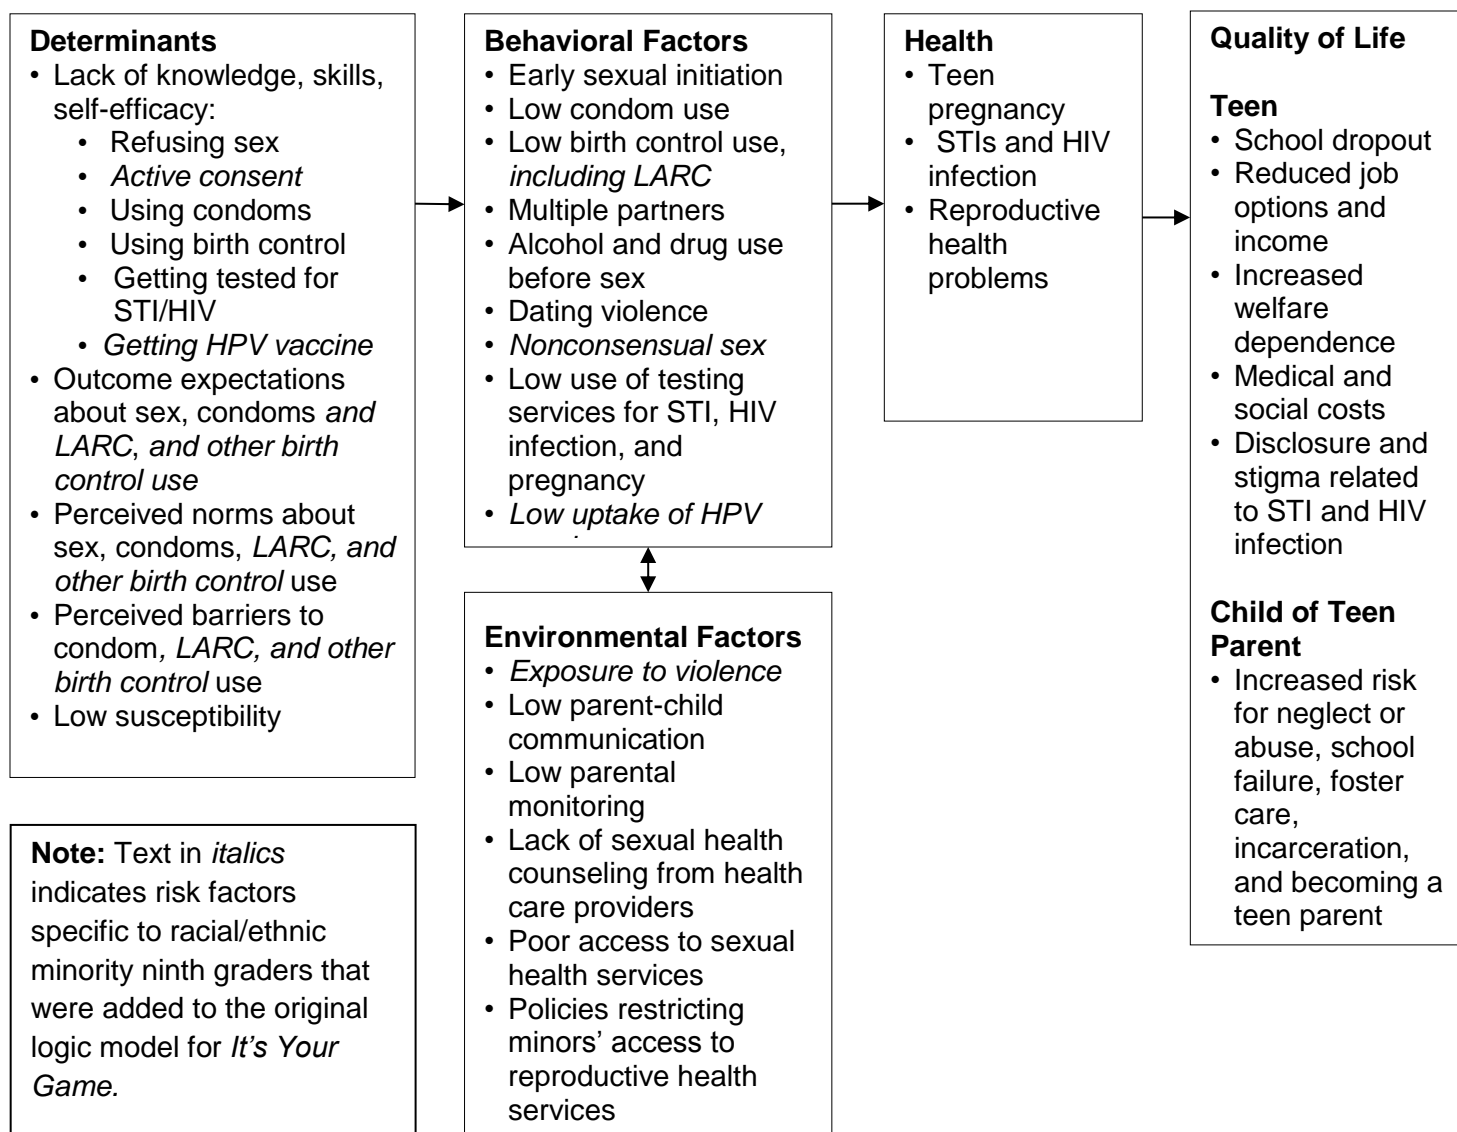 Determinants
• Lack of knowledge, skills,
self-efficacy:
• Refusing sex
• Active consent
• Using condoms
• Using birth control
• Getting tested for
STI/HIV
• Getting HPV vaccine
• Outcome expectations
about sex, condoms and
LARC, and other birth
control use
• Perceived norms about
sex, condoms, LARC, and
other birth control use
• Perceived barriers to
condom, LARC, and other
birth control use
• Low susceptibility
Note: Text in italics
indicates risk factors
specific to racial/ethnic
minority ninth graders that
were added to the original
logic model for It's Your
Game.
Behavioral Factors
• Early sexual initiation
• Low condom use
• Low birth control use,
including LARC
• Multiple partners
• Alcohol and drug use
before sex
• Dating violence
• Nonconsensual sex
• Low use of testing
services for STI, HIV
infection, and
pregnancy
• Low uptake of HPV
Environmental Factors
• Exposure to violence
• Low parent-child
communication
• Low parental
monitoring
• Lack of sexual health
counseling from health
care providers
• Poor access to sexual
health services
• Policies restricting
minors’ access to
reproductive health
services
Health
• Teen
pregnancy
• STIs and HIV
infection
• Reproductive
health
problems
Quality of Life
Teen
• School dropout
• Reduced job
options and
income
• Increased
welfare
dependence
• Medical and
social costs
• Disclosure and
stigma related
to STI and HIV
infection
Child of Teen
Parent
• Increased risk
for neglect or
abuse, school
failure, foster
care,
incarceration,
and becoming a
teen parent